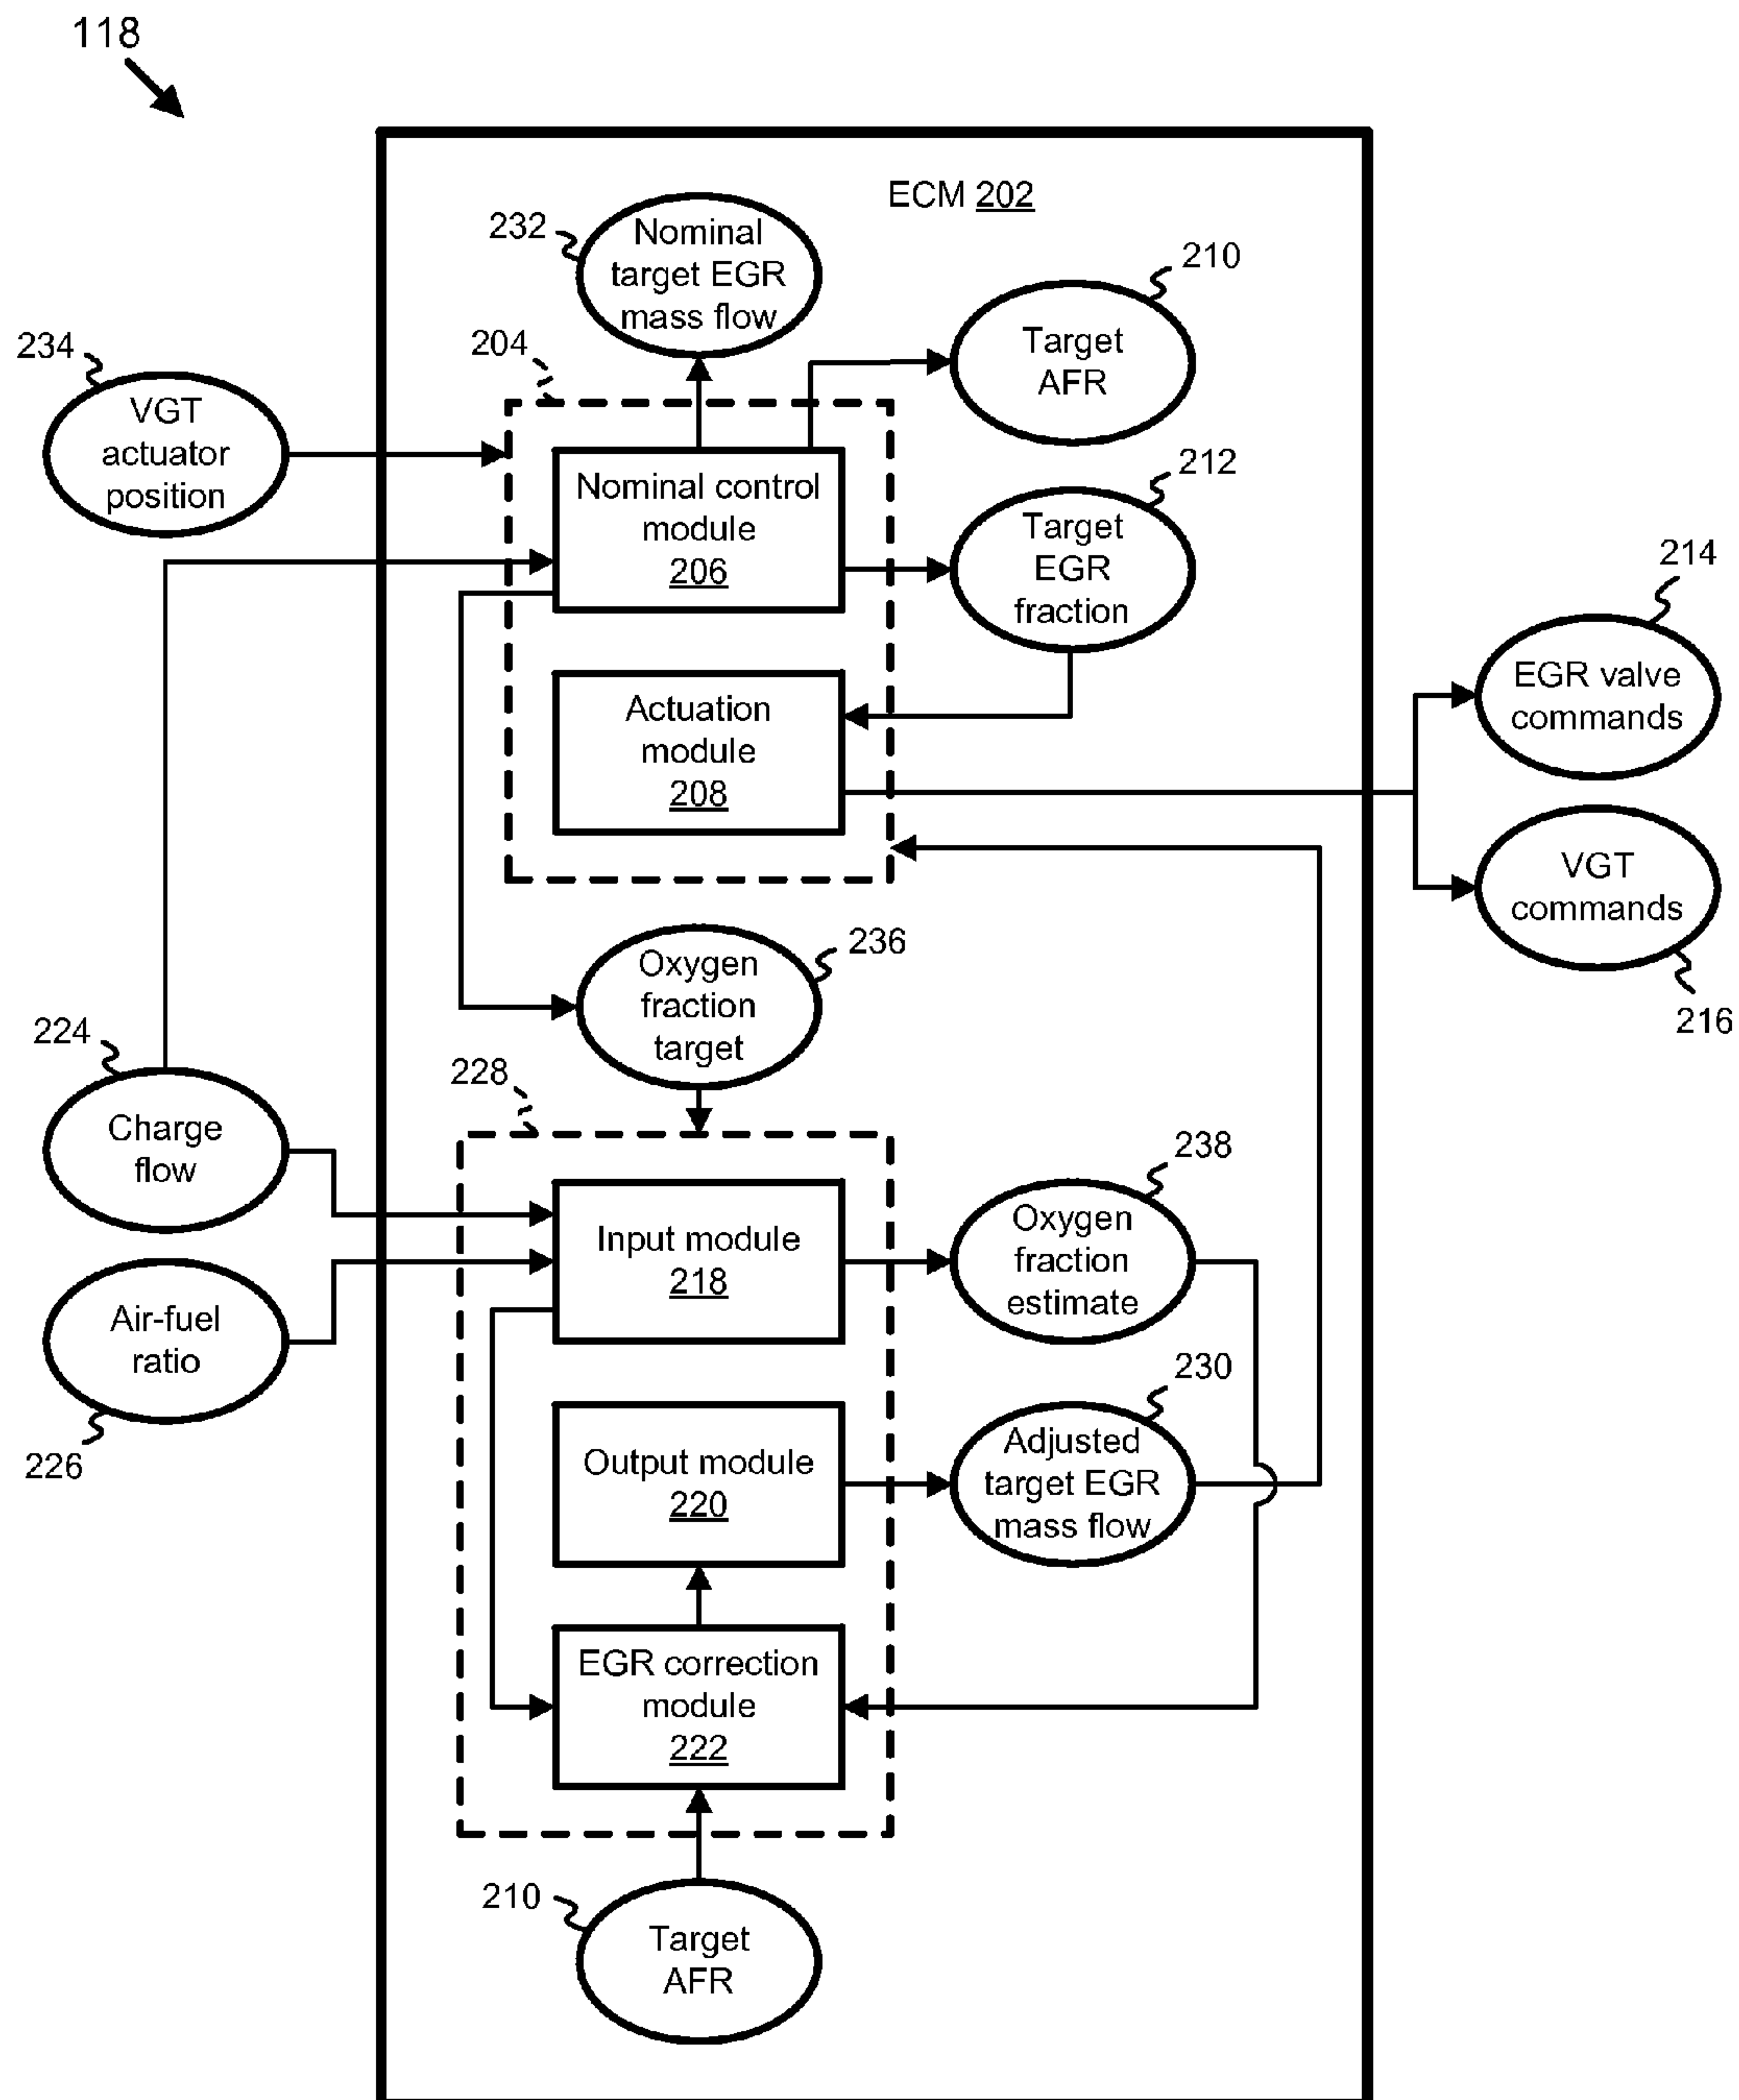 118
ECM 202
232
Nominal
target EGR
mass flow
210
Target
AFR
204
234
VGT
actuator
position
Nominal control
module
206
212
Target
EGR
fraction
214
EGR valve
commands
Actuation
module
208
VGT
commands
216
236
Oxygen
fraction
target
224
Charge
flow
228
238
Oxygen
fraction
estimate
Input module
218
Air-fuel
ratio
226
230
Adjusted
target EGR
mass flow
Output module
220
EGR correction
module
222
210
Target
AFR